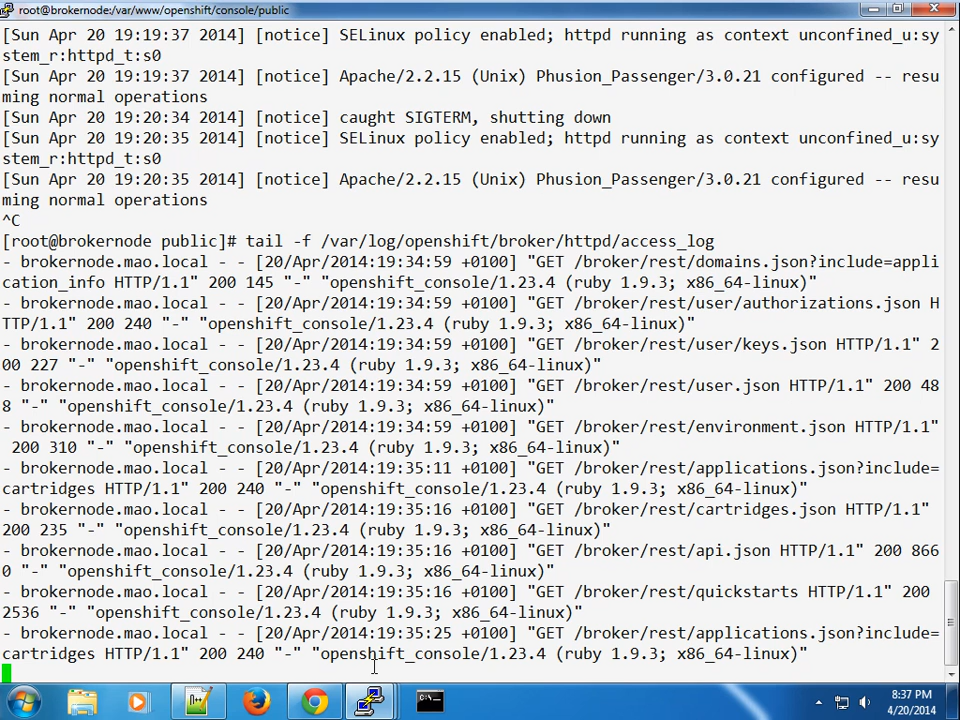 root@brokernode:/var/www/openshift/console/public
[Sun Apr 20 19:19:37 2014] [notice] SELinux policy enabled; httpd running as context unconfined_u:sy
stem_r:httpd_t:s0
[Sun Apr 20 19:19:37 2014] [notice] Apache/2.2.15 (Unix) Phusion_Passenger/3.0.21 configured -- resu
ming normal operations
[Sun Apr 20 19:20:34 2014] [notice] caught SIGTERM, shutting down
[Sun Apr 20 19:20:35 2014] [notice] SELinux policy enabled; httpd running as context unconfined_u:sy
stem_r:httpd_t:s0
[Sun Apr 20 19:20:35 2014] [notice] Apache/2.2.15 (Unix) Phusion_Passenger/3.0.21 configured -- resu
ming normal operations
^C
[root@brokernode public]# tail -f /var/log/openshift/broker/httpd/access_log
- brokernode.mao.local - - [20/Apr/2014:19:34:59 +0100] "GET /broker/rest/domains.json?include=appli
cation_info HTTP/1.1" 200 145 "-" "openshift_console/1.23.4 (ruby 1.9.3; x86_64-linux)"
- brokernode.mao.local - - [20/Apr/2014:19:34:59 +0100] "GET /broker/rest/user/authorizations.json H
TTP/1.1" 200 240 "-" "openshift_console/1.23.4 (ruby 1.9.3; x86_64-linux)"
- brokernode.mao.local - - [20/Apr/2014:19:34:59 +0100] "GET /broker/rest/user/keys.json HTTP/1.1" 2
00 227 "-" "openshift_console/1.23.4 (ruby 1.9.3; x86_64-linux)"
- brokernode.mao.local - - [20/Apr/2014:19:34:59 +0100] "GET /broker/rest/user.json HTTP/1.1" 200 48
8 "-" "openshift_console/1.23.4 (ruby 1.9.3; x86_64-linux)"
- brokernode.mao.local - - [20/Apr/2014:19:34:59 +0100] "GET /broker/rest/environment.json HTTP/1.1"
 200 310 "-" "openshift_console/1.23.4 (ruby 1.9.3; x86_64-linux)"
- brokernode.mao.local - - [20/Apr/2014:19:35:11 +0100] "GET /broker/rest/applications.json?include=
cartridges HTTP/1.1" 200 240 "-" "openshift_console/1.23.4 (ruby 1.9.3; x86_64-linux)"
- brokernode.mao.local - - [20/Apr/2014:19:35:16 +0100] "GET /broker/rest/cartridges.json HTTP/1.1"
200 235 "-" "openshift_console/1.23.4 (ruby 1.9.3; x86_64-linux)"
- brokernode.mao.local - - [20/Apr/2014:19:35:16 +0100] "GET /broker/rest/api.json HTTP/1.1" 200 866
0 "-" "openshift_console/1.23.4 (ruby 1.9.3; x86_64-linux)"
- brokernode.mao.local - - [20/Apr/2014:19:35:16 +0100] "GET /broker/rest/quickstarts HTTP/1.1" 200
2536 "-" "openshift_console/1.23.4 (ruby 1.9.3; x86_64-linux)"
- brokernode.mao.local - - [20/Apr/2014:19:35:25 +0100] "GET /broker/rest/applications.json?include=
cartridges HTTP/1.1" 200 240 "-" "openshift_console/1.23.4 (ruby 1.9.3; x86_64-linux)"
8:37 PM
4/20/2014